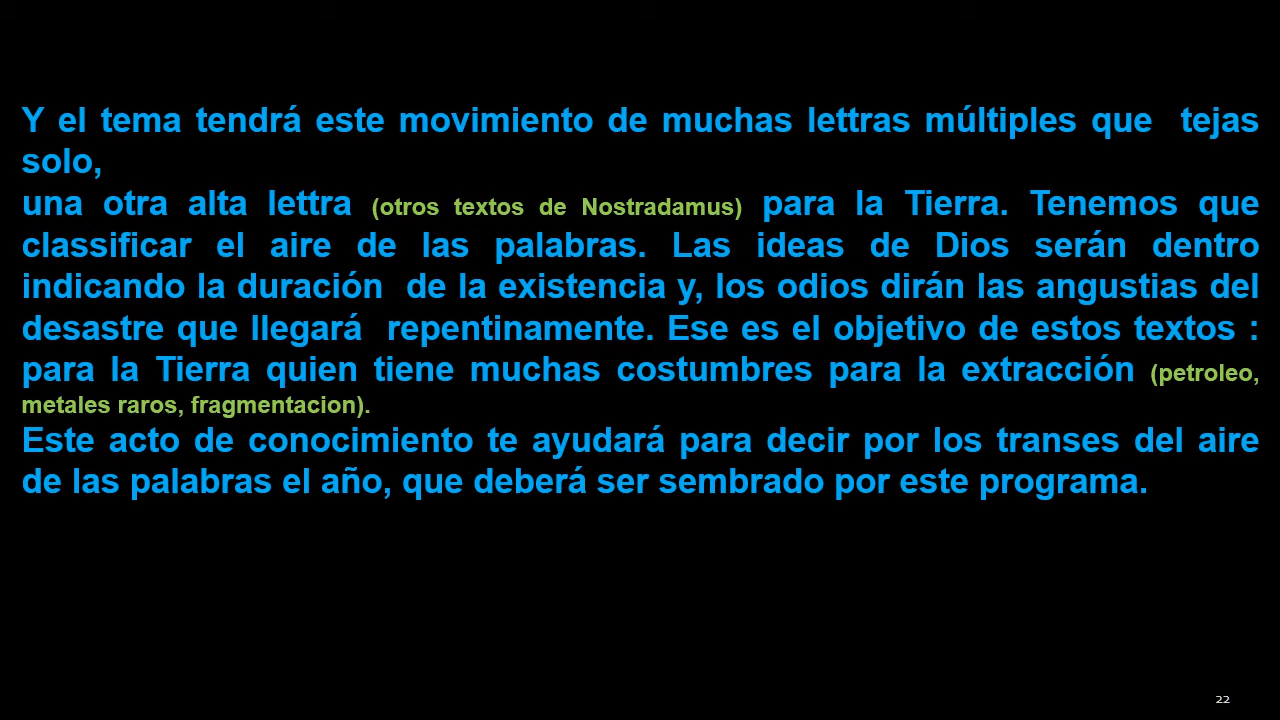 Y el tema tendrá este movimiento de muchas lettras múltiples que  tejas
solo,
una otra alta lettra (otros textos de Nostradamus) para la Tierra. Tenemos que
classificar el aire de las palabras. Las ideas de Dios serán dentro
indicando la duración  de la existencia y, los odios dirán las angustias del
desastre que llegará  repentinamente. Ese es el objetivo de estos textos :
para la Tierra quien tiene muchas costumbres para la extracción (petroleo,
metales raros, fragmentacion).
Este acto de conocimiento te ayudará para decir por los transes del aire
de las palabras el año, que deberá ser sembrado por este programa.
22